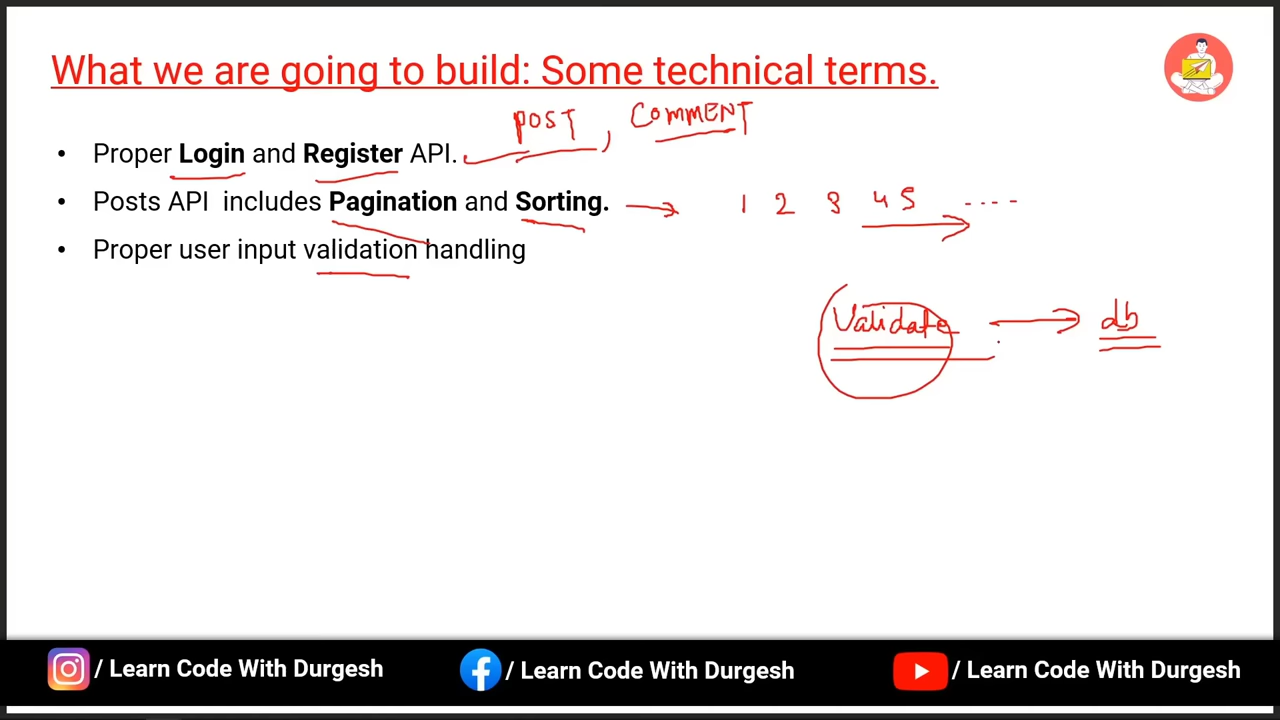 What we are going to build: Some technical terms.
POST , COMMENT
• Proper Login and Register API.
• Posts API includes Pagination and Sorting. → 1 2 3 4 5 ....
• Proper user input validation handling
Validate → db
/ Learn Code With Durgesh / Learn Code With Durgesh / Learn Code With Durgesh